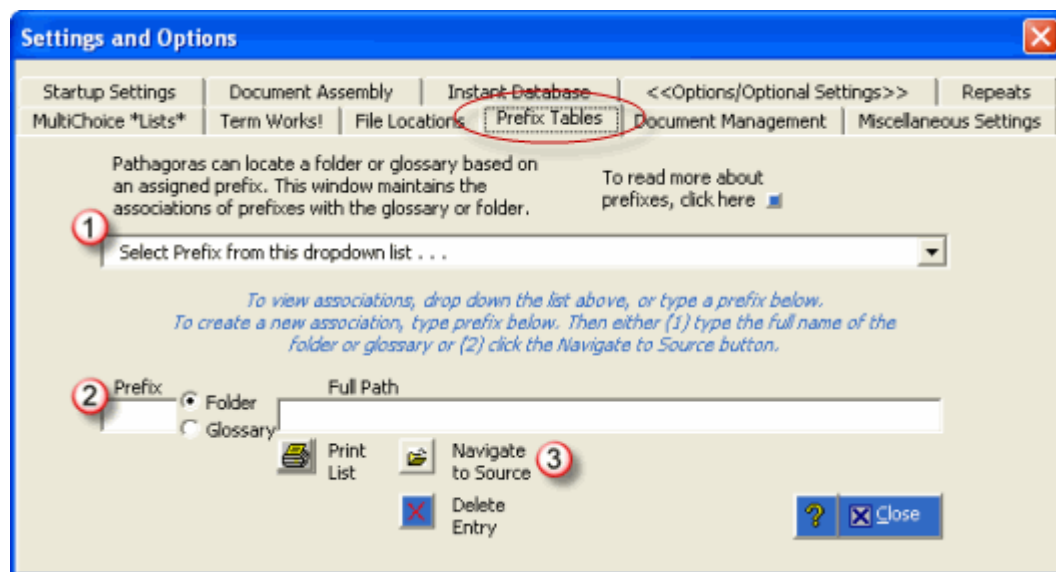 Settings and Options
Startup Settings Document Assembly Instant Database <<Options/Optional Settings>> Repeats
MultiChoice *Lists* Term Works! File Locations Prefix Tables Document Management Miscellaneous Settings
Pathagoras can locate a folder or glossary based on
an assigned prefix. This window maintains the
associations of prefixes with the glossary or folder.
To read more about
prefixes, click here
1
Select Prefix from this dropdown list . . .
To view associations, drop down the list above, or type a prefix below.
To create a new association, type prefix below. Then either (1) type the full name of the
folder or glossary or (2) click the Navigate to Source button.
2
Prefix
Folder
Glossary
Full Path
Print
List
Navigate
to Source
3
Delete
Entry
?
Close